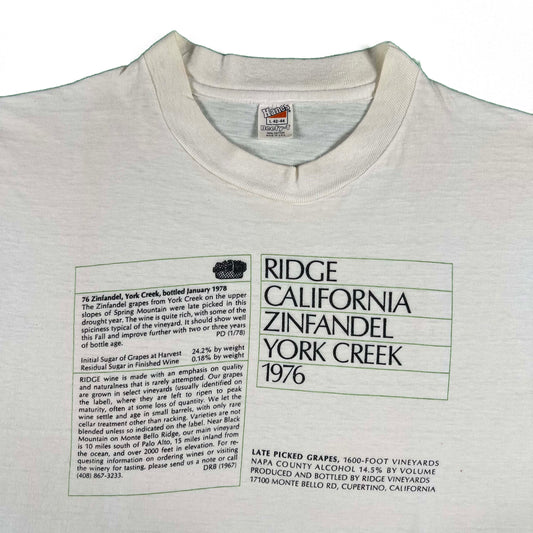 Hanes
L 42-44
Beefy-T
76 Zinfandel, York Creek, bottled January 1978
The Zinfandel grapes from York Creek on the upper
slopes of Spring Mountain were late picked in this
drought year. The wine is quite rich, with some of the
spiciness typical of the vineyard. It should show well
this Fall and improve further with two or three years
of bottle age.
PD (1/78)
Initial Sugar of Grapes at Harvest 24.2% by weight
Residual Sugar in Finished Wine 0.18% by weight
RIDGE wine is made with an emphasis on quality
and naturalness that is rarely attempted. Our grapes
are grown in select vineyards (usually identified on
the label), where they are left to ripen to peak
maturity, often at some loss of quantity. We let the
wine settle and age in small barrels, with only rare
cellar treatment other than racking. Varieties are not
blended unless so indicated on the label. Near Black
Mountain on Monte Bello Ridge, our main vineyard
is 10 miles south of Palo Alto, 15 miles inland from
the ocean, and over 2000 feet in elevation. For re-
questing information on ordering wines or visiting
the winery for tasting, please send us a note or call
(408) 867-3233. DRB (1967)
RIDGE
CALIFORNIA
ZINFANDEL
YORK CREEK
1976
LATE PICKED GRAPES, 1600-FOOT VINEYARDS
NAPA COUNTY ALCOHOL 14.5% BY VOLUME
PRODUCED AND BOTTLED BY RIDGE VINEYARDS
17100 MONTE BELLO RD, CUPERTINO, CALIFORNIA